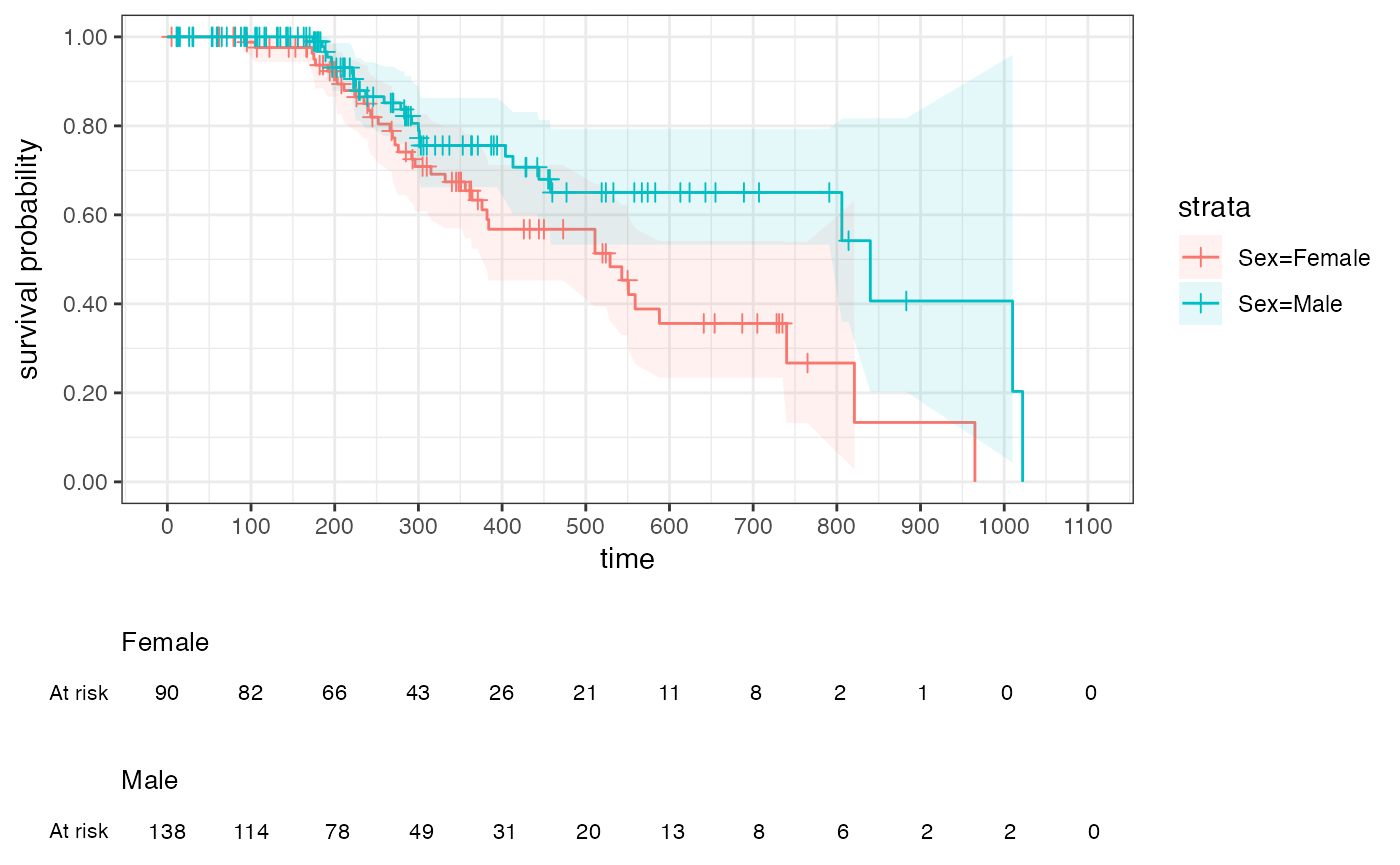 1.00
0.80
0.60
0.40
0.20
0.00
survival probability
0 100 200 300 400 500 600 700 800 900 1000 1100
time
strata
Sex=Female
Sex=Male
Female
At risk 90 82 66 43 26 21 11 8 2 1 0 0
Male
At risk 138 114 78 49 31 20 13 8 6 2 2 0